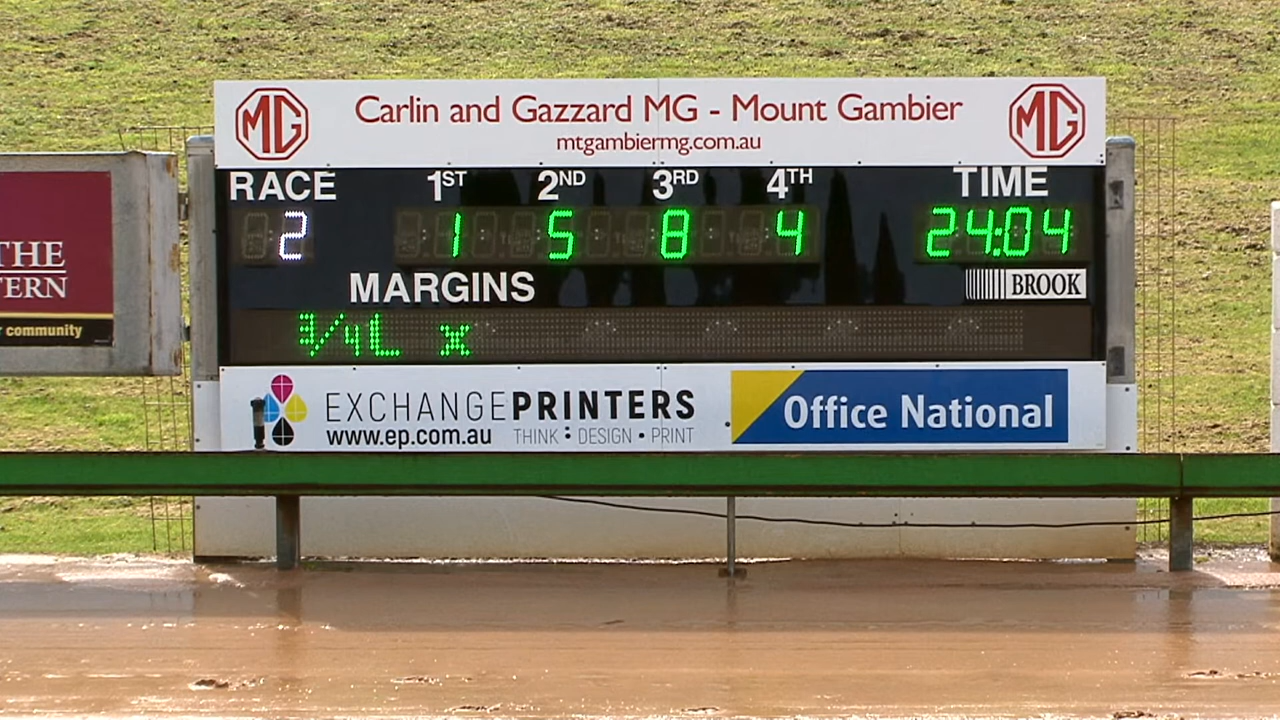 MG Carlin and Gazzard MG - Mount Gambier MG
mtgambiermg.com.au
RACE 1ST 2ND 3RD 4TH TIME
2 1 5 8 4 24:04
MARGINS BROOK
3/4L x
EXCHANGEPRINTERS
www.ep.com.au THINK : DESIGN • PRINT
Office National
THE
ERN
community